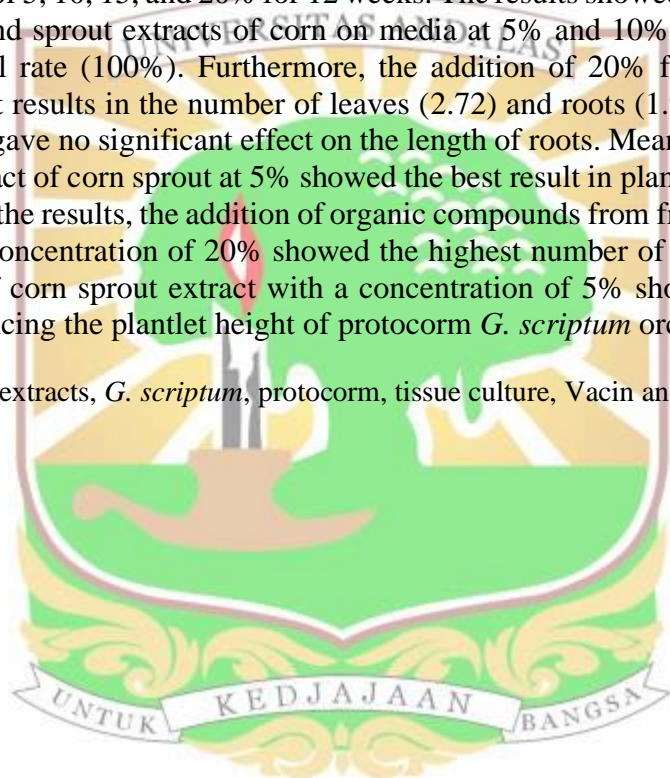 of 5, 10, 15, and 20% for 12 weeks. The results showed
UNIVERSITAS ANDALAS
nd sprout extracts of corn on media at 5% and 10%
l rate (100%). Furthermore, the addition of 20% f
t results in the number of leaves (2.72) and roots (1.
gave no significant effect on the length of roots. Mean
act of corn sprout at 5% showed the best result in plan
the results, the addition of organic compounds from fr
oncentration of 20% showed the highest number of
f corn sprout extract with a concentration of 5% sho
cing the plantlet height of protocorm G. scriptum orc
extracts, G. scriptum, protocorm, tissue culture, Vacin an
UNTUK KEDJAJAAN BANGSA